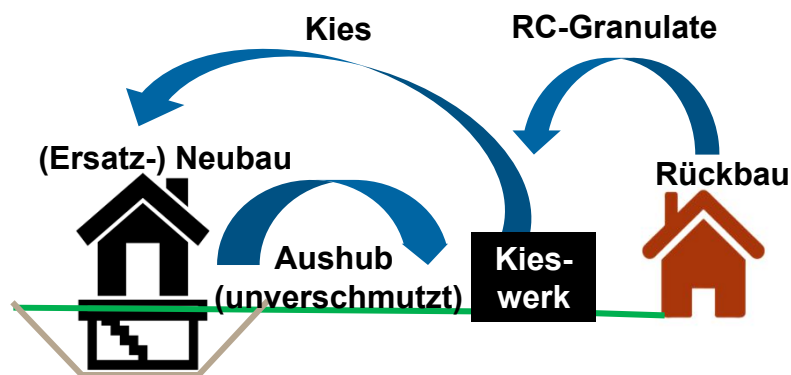 Kies
RC-Granulate
(Ersatz-) Neubau
Rückbau
Aushub
(unverschmutzt)
Kies-
werk